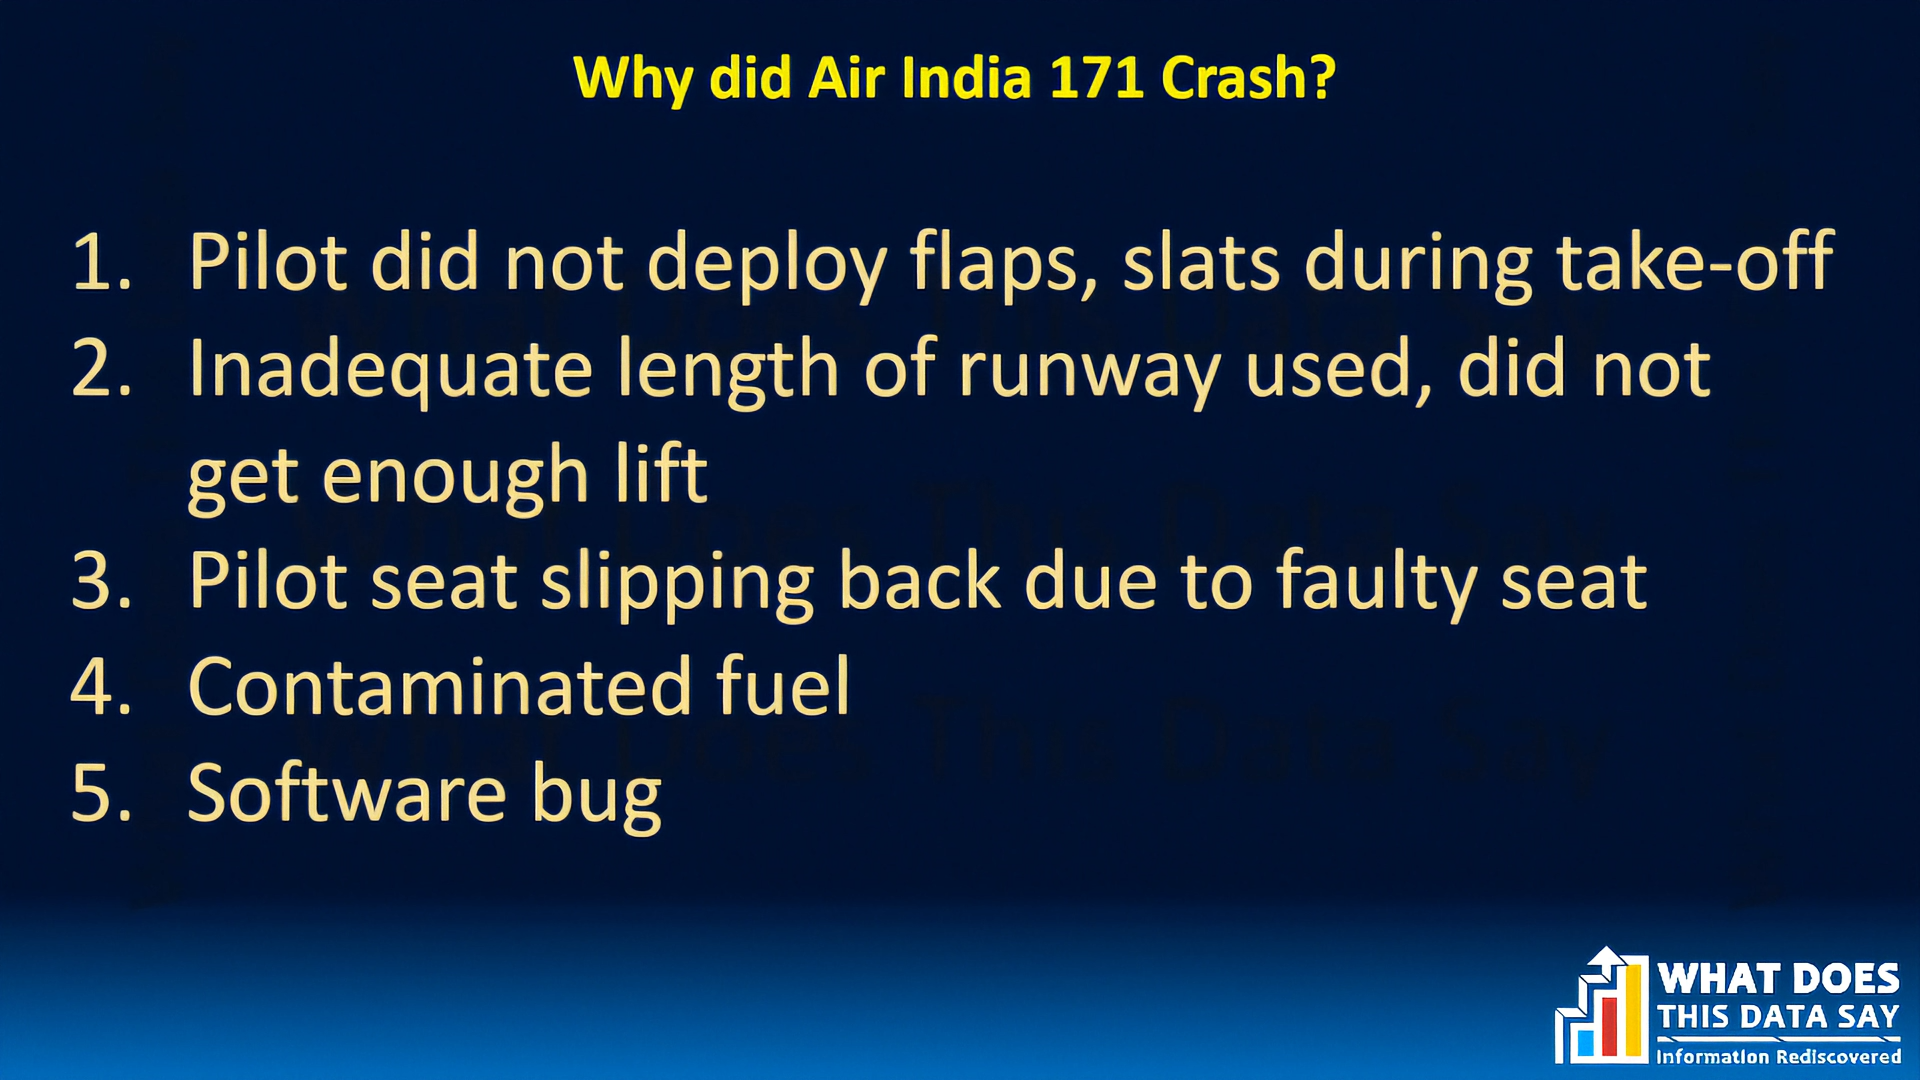 Why did Air India 171 Crash?
1. Pilot did not deploy flaps, slats during take-off
2. Inadequate length of runway used, did not
get enough lift
3. Pilot seat slipping back due to faulty seat
4. Contaminated fuel
5. Software bug
WHAT DOES
THIS DATA SAY
Information Rediscovered